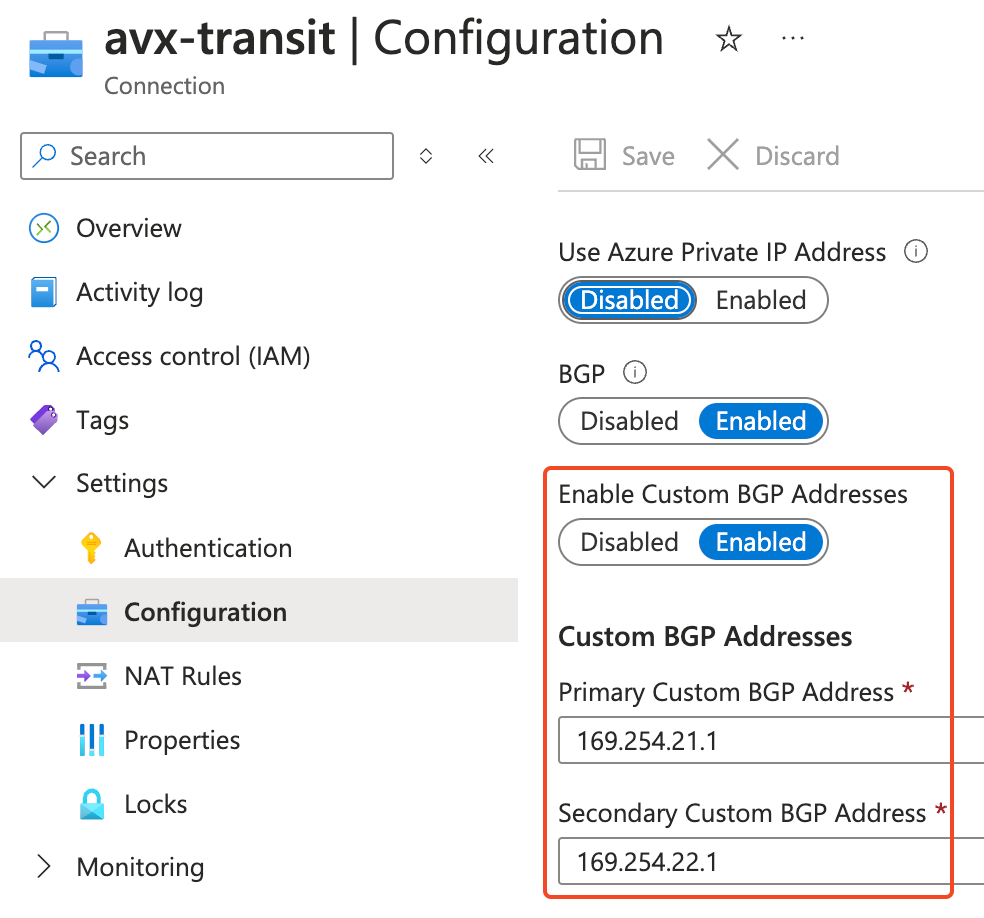 avx-transit | Configuration
Connection
Search
Save
Discard
Overview
Activity log
Access control (IAM)
Tags
Settings
Authentication
Configuration
NAT Rules
Properties
Locks
Monitoring
Use Azure Private IP Address
Disabled Enabled
BGP
Disabled Enabled
Enable Custom BGP Addresses
Disabled Enabled
Custom BGP Addresses
Primary Custom BGP Address *
169.254.21.1
Secondary Custom BGP Address *
169.254.22.1